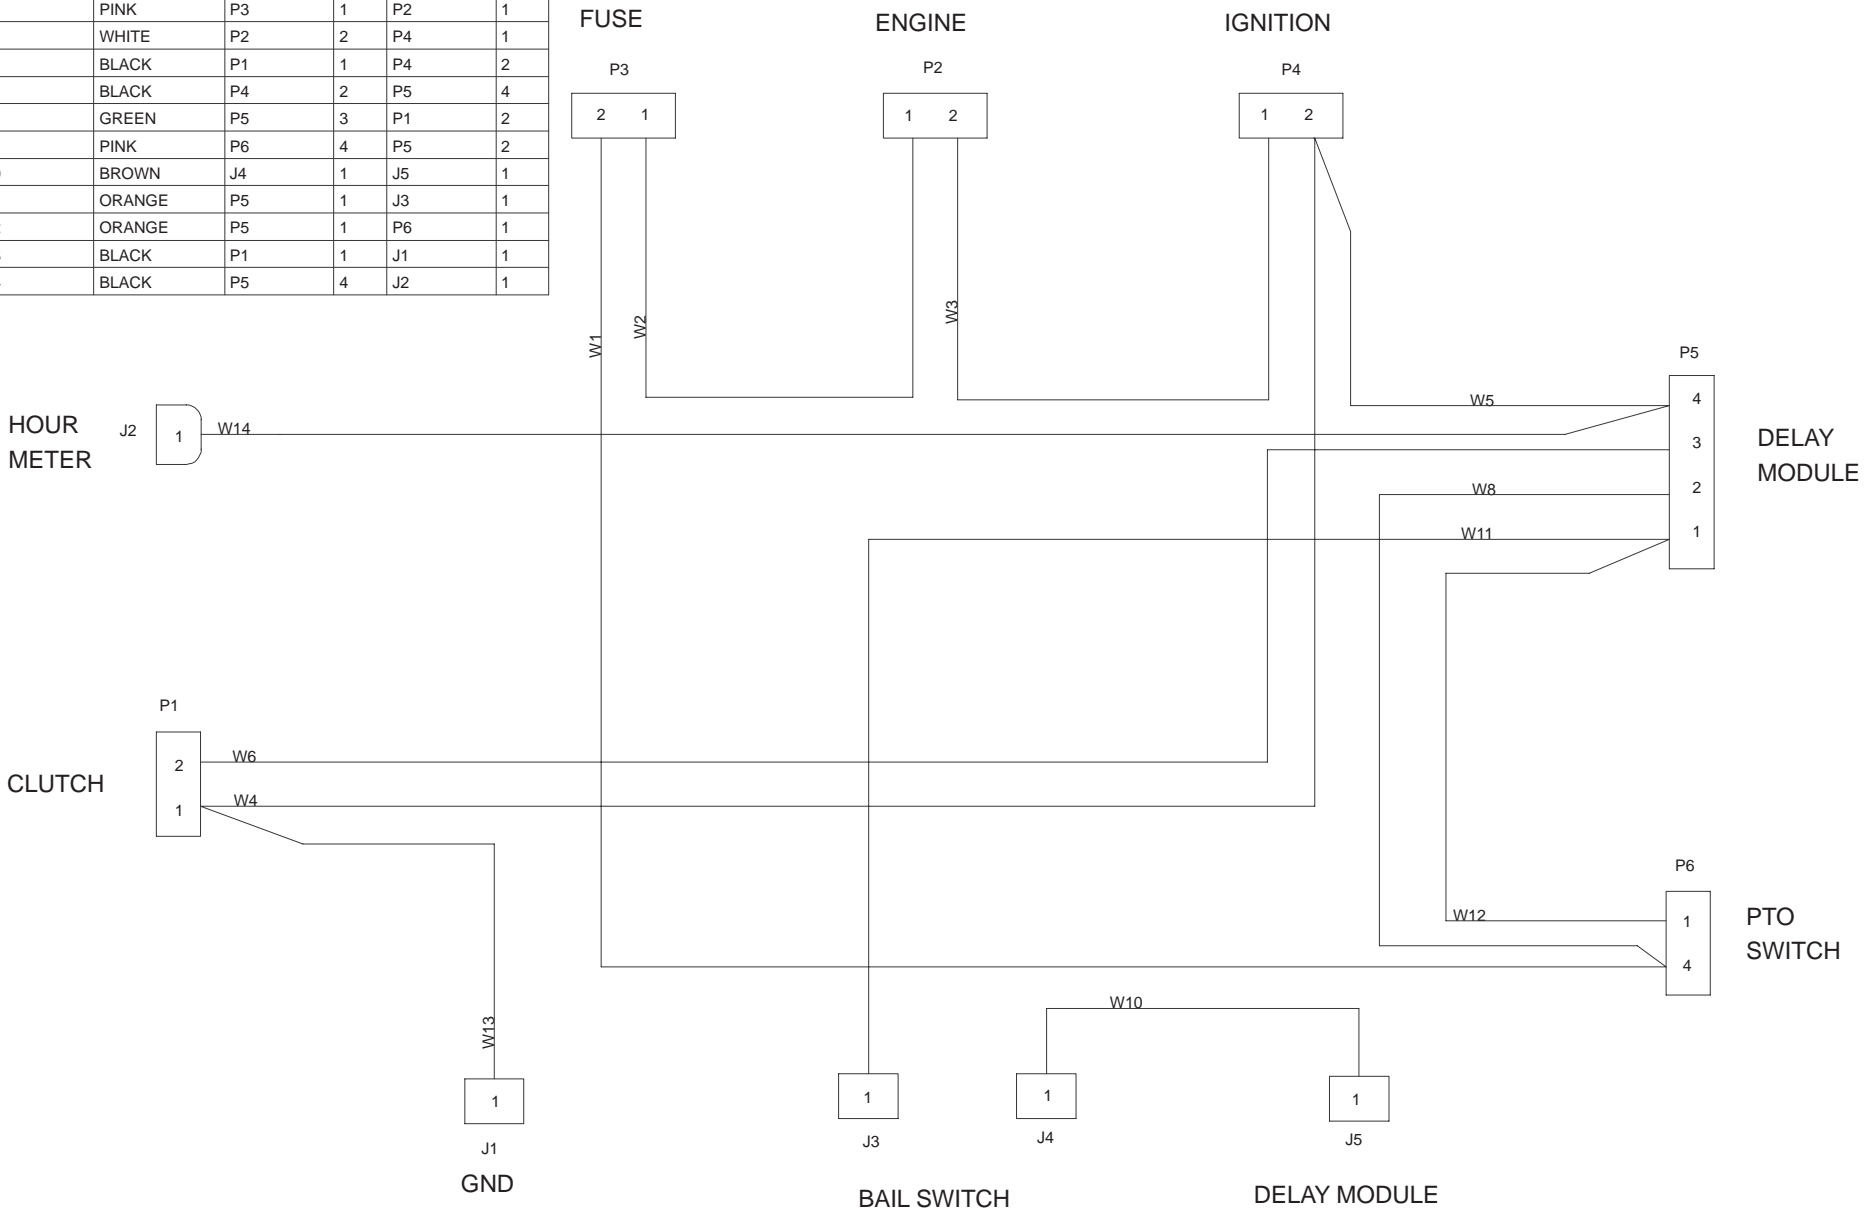 PINK P3 1 P2 1
WHITE P2 2 P4 1
BLACK P1 1 P4 2
BLACK P4 2 P5 4
GREEN P5 3 P1 2
PINK P6 4 P5 2
BROWN J4 1 J5 1
ORANGE P5 1 J3 1
ORANGE P5 1 P6 1
BLACK P1 1 J1 1
BLACK P5 4 J2 1
FUSE
P3
2 1
ENGINE
P2
1 2
IGNITION
P4
1 2
W1
W2
W3
P5
4
3
2
1
DELAY
MODULE
W5
W8
W11
HOUR
METER
J2
1
W14
P1
CLUTCH
2
1
W6
W4
P6
1
4
PTO
SWITCH
W12
W13
W10
1
J1
GND
1
J3
1
J4
BAIL SWITCH
1
J5
DELAY MODULE